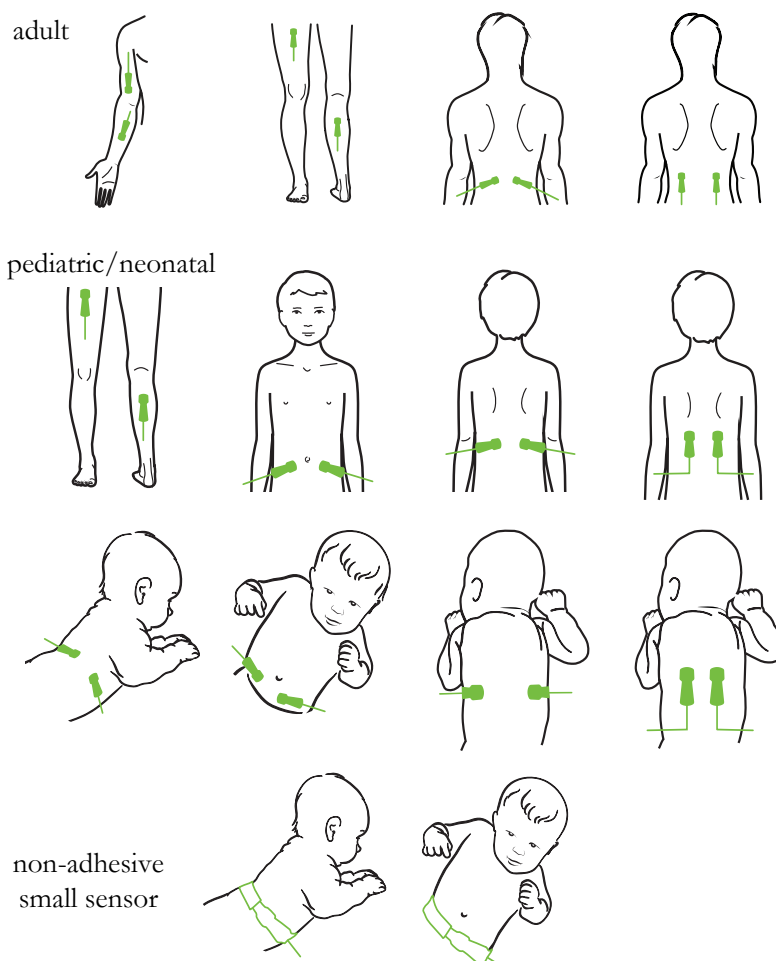 adult
pediatric/neonatal
non-adhesive
small sensor